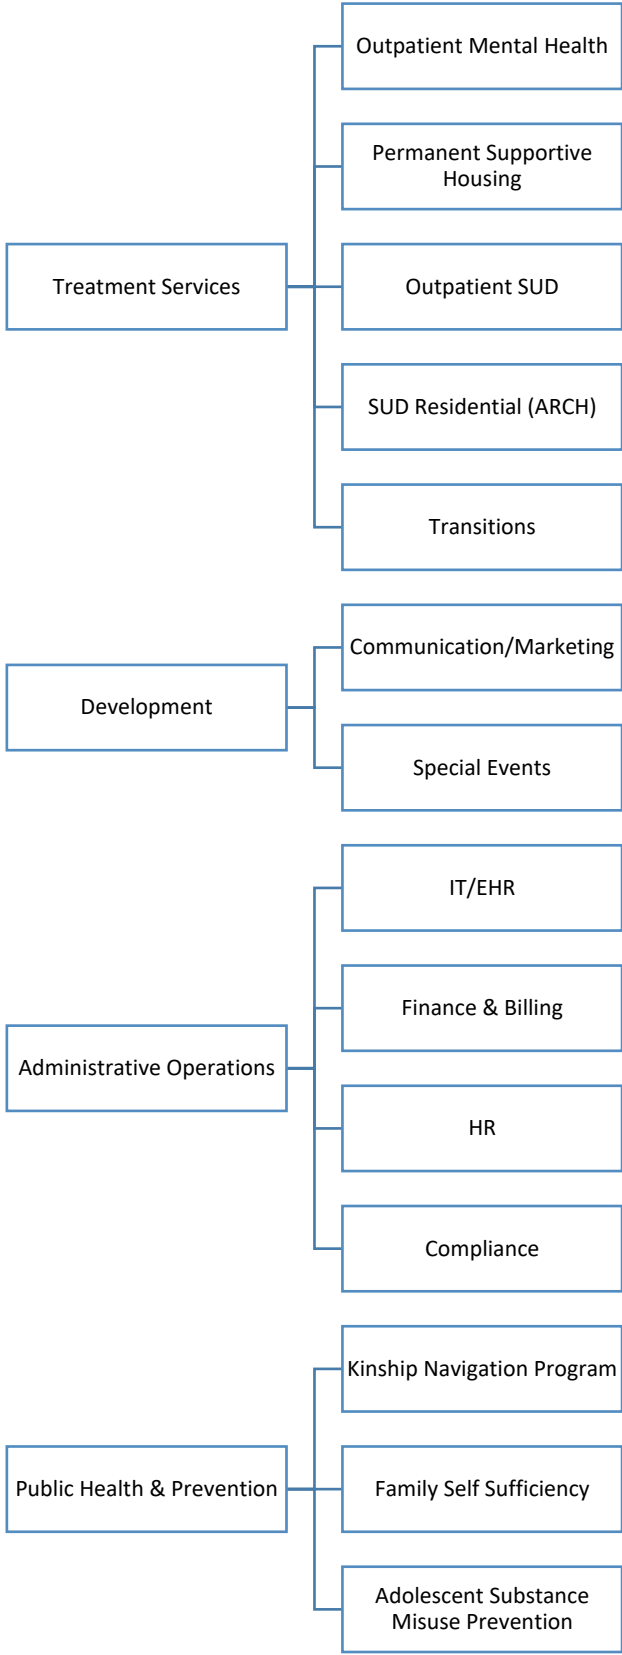 Treatment Services
Outpatient Mental Health
Permanent Supportive
Housing
Outpatient SUD
SUD Residential (ARCH)
Transitions
Development
Communication/Marketing
Special Events
Administrative Operations
IT/EHR
Finance & Billing
HR
Compliance
Public Health & Prevention
Kinship Navigation Program
Family Self Sufficiency
Adolescent Substance
Misuse Prevention